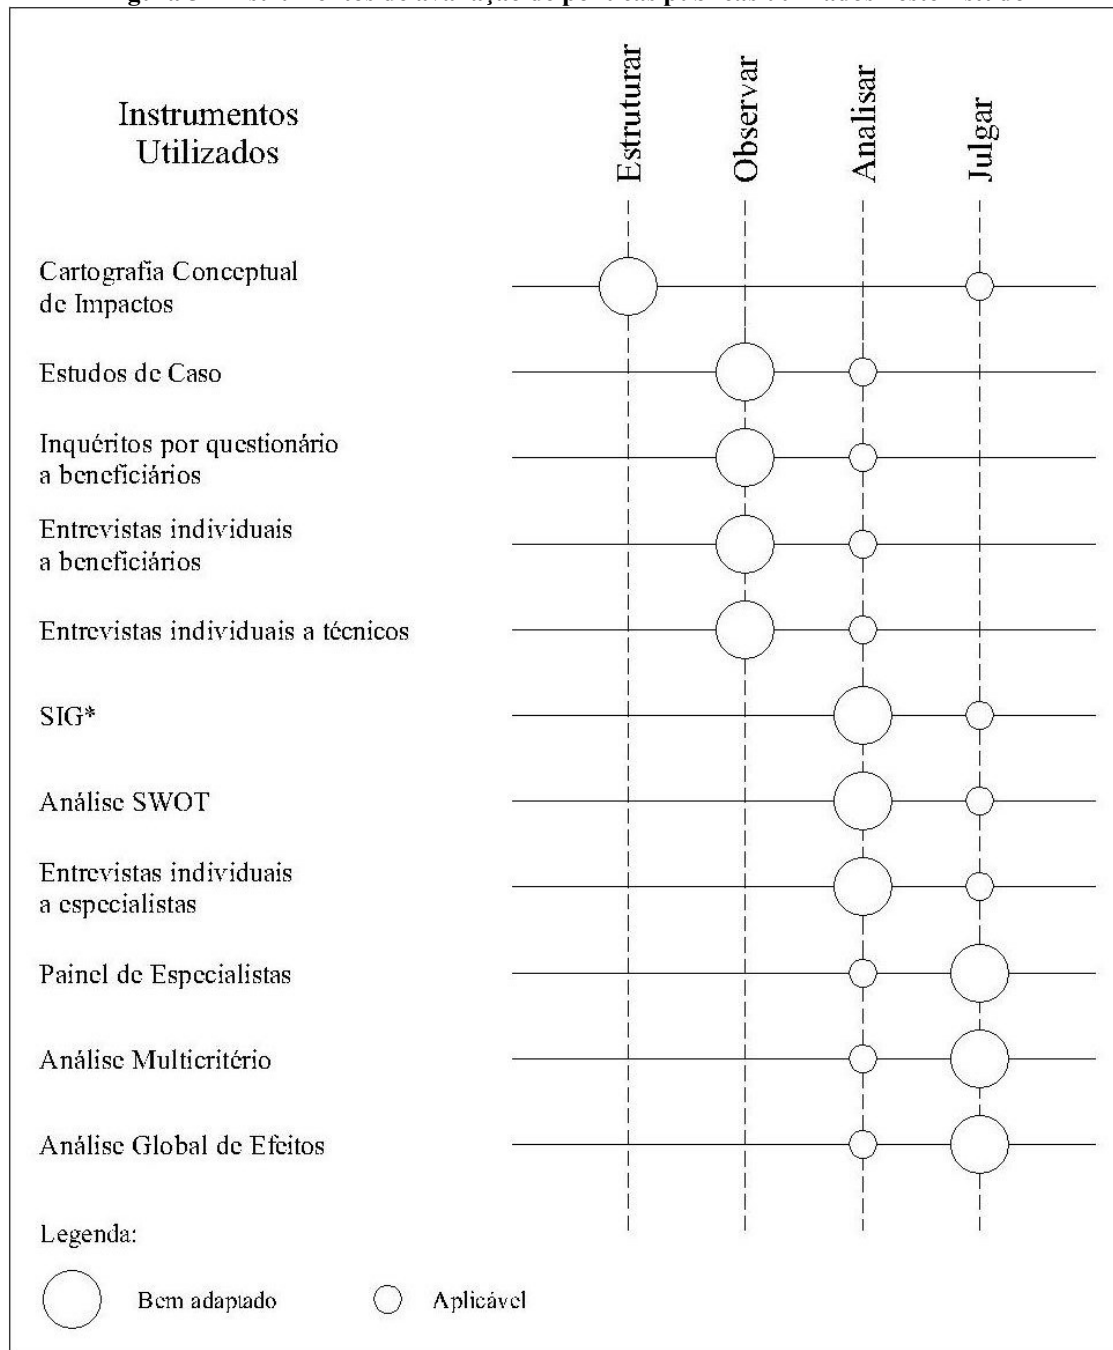 Instrumentos
Utilizados
Estruturar
Observar
Analisar
Julgar
Cartografia Conceptual
de Impactos
Estudos de Caso
Inquéritos por questionário
a beneficiários
Entrevistas individuais
a beneficiários
Entrevistas individuais a técnicos
SIG*
Análise SWOT
Entrevistas individuais
a especialistas
Painel de Especialistas
Análise Multicritério
Análise Global de Efeitos
Legenda:
Bem adaptado
Aplicável